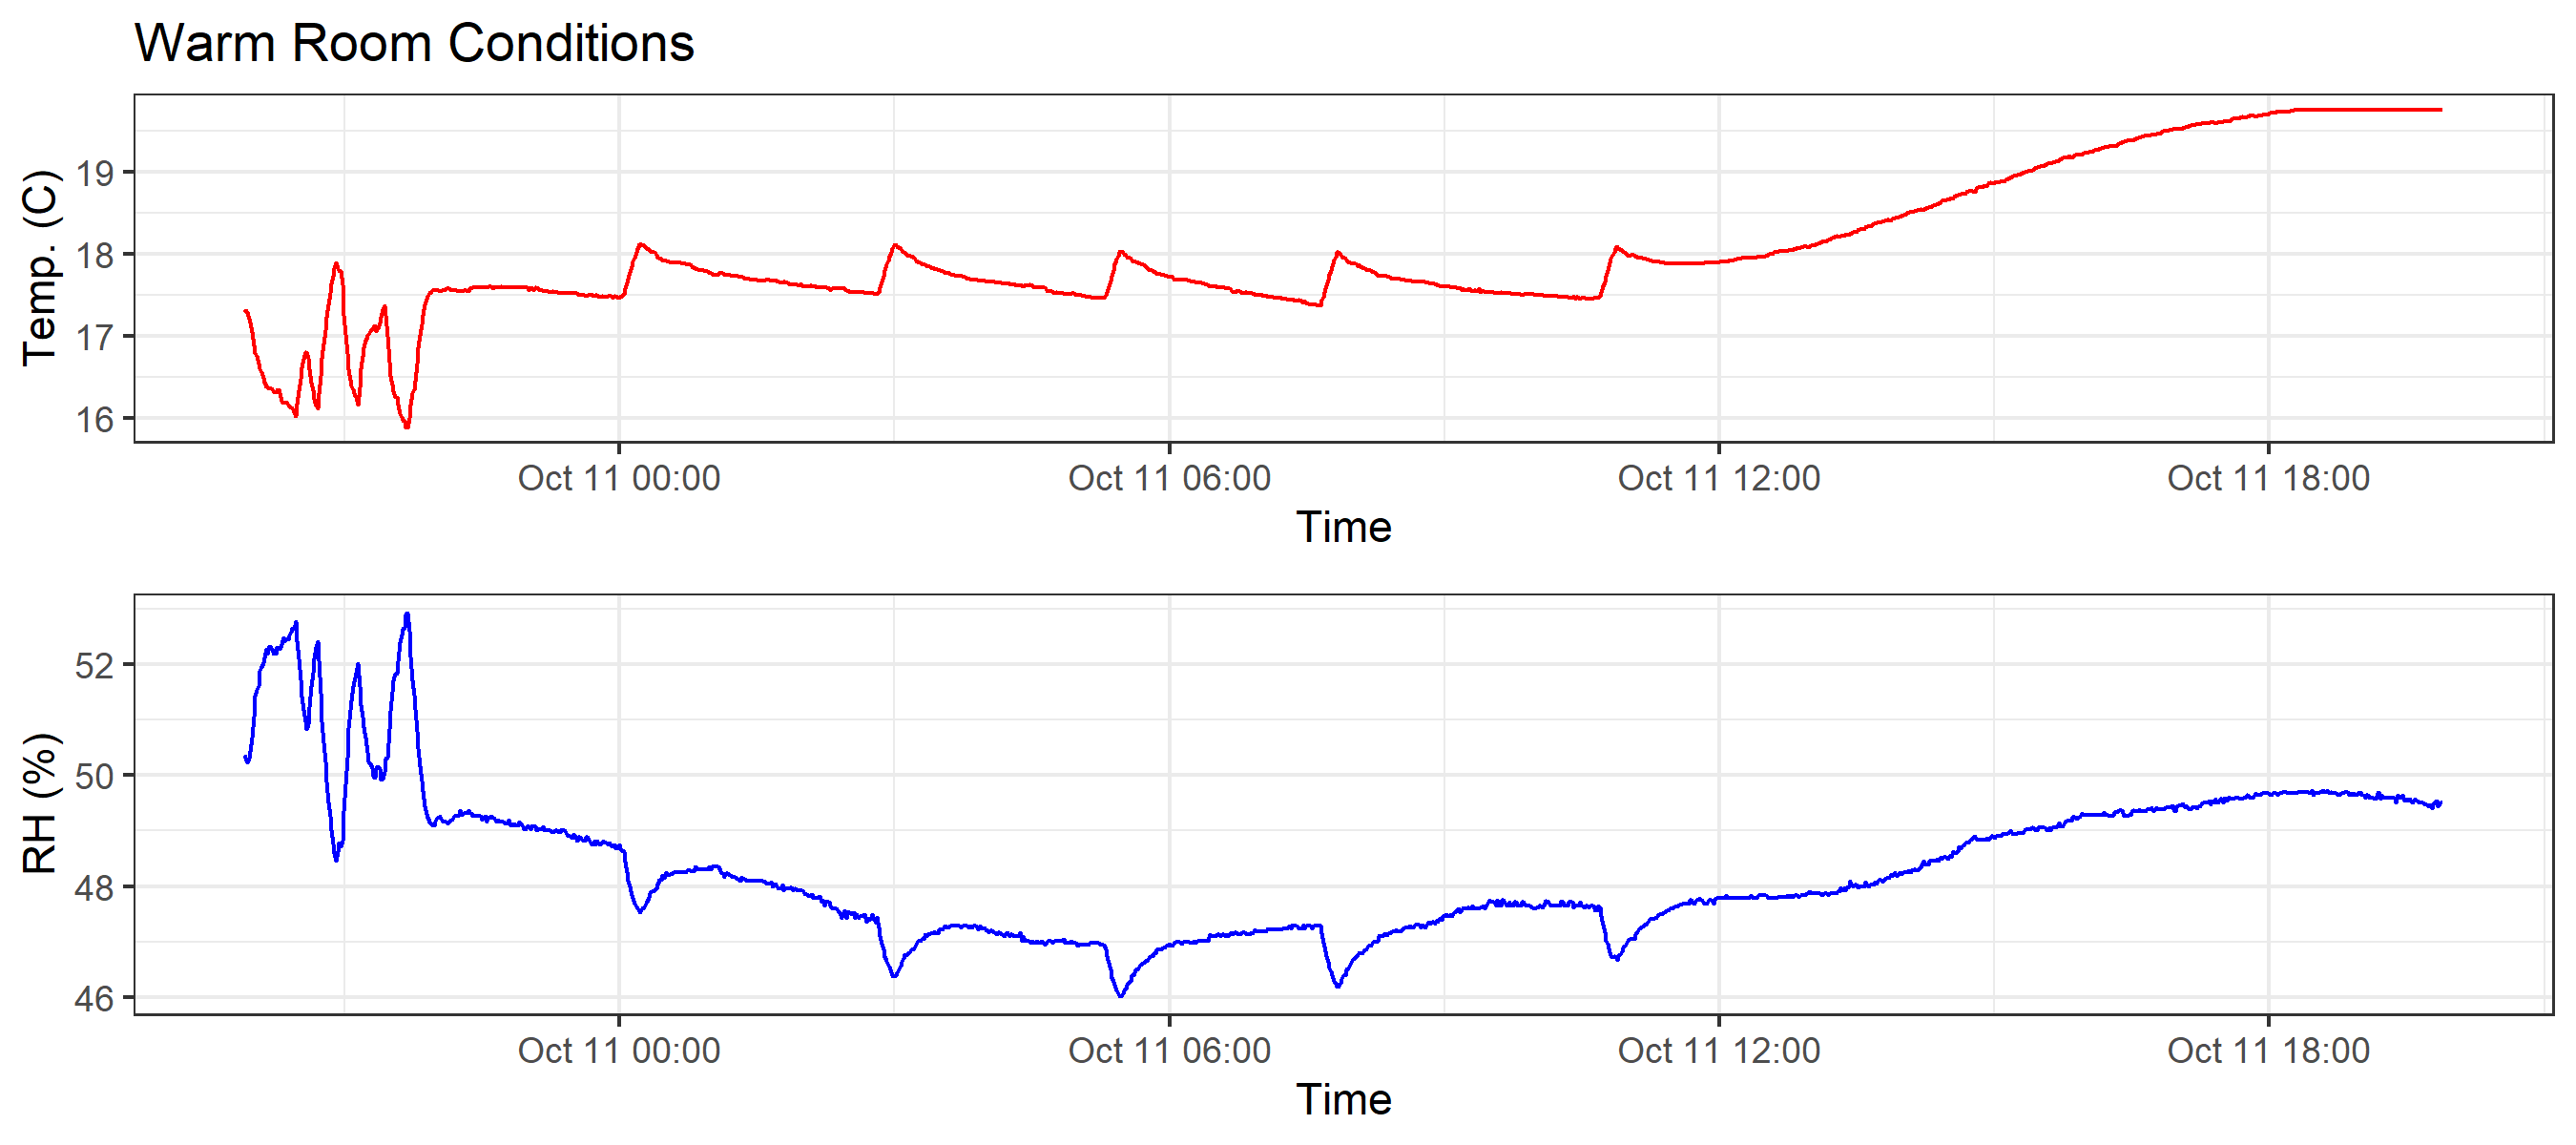 Warm Room Conditions
Temp. (C)
19
18
17
16
Oct 11 00:00 Oct 11 06:00 Oct 11 12:00 Oct 11 18:00
Time
RH (%)
52
50
48
46
Oct 11 00:00 Oct 11 06:00 Oct 11 12:00 Oct 11 18:00
Time